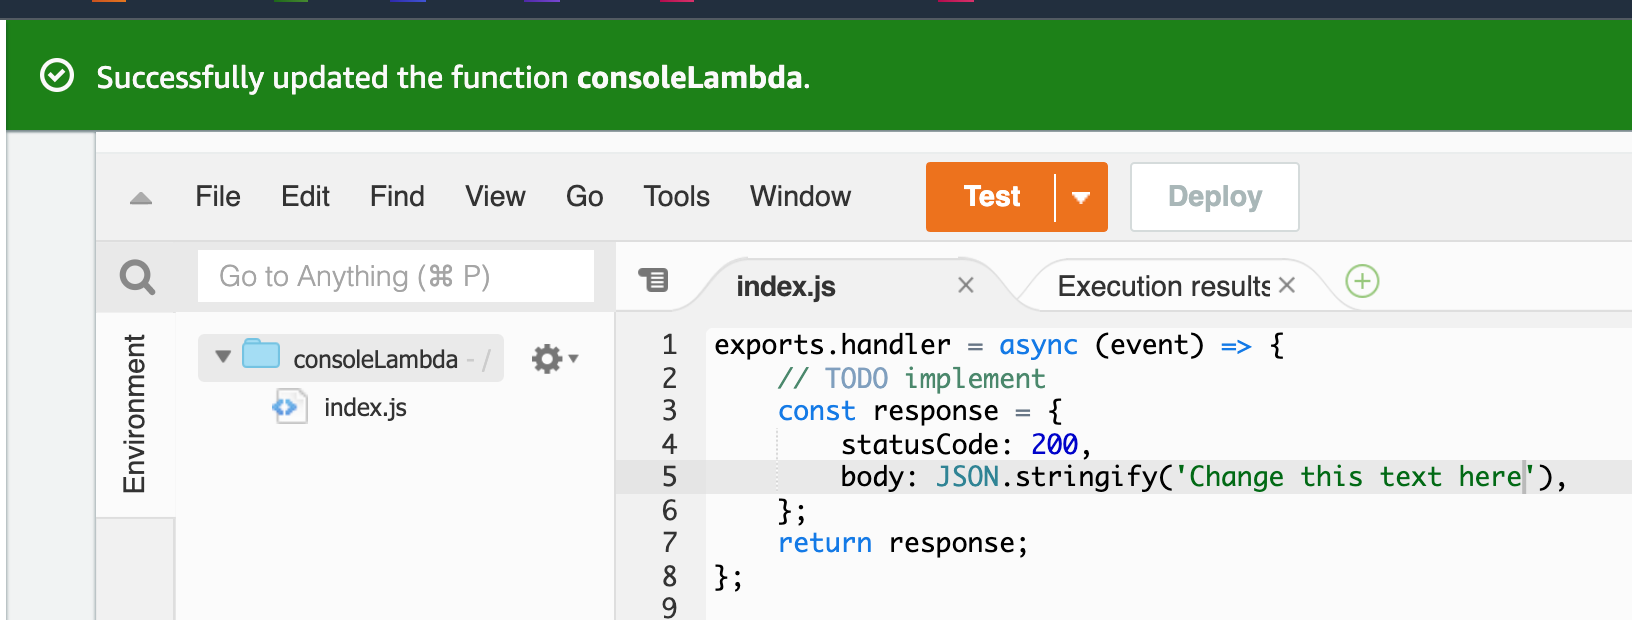 Successfully updated the function consoleLambda.
File Edit Find View Go Tools Window Test Deploy
Go to Anything (⌘ P)
index.js
Execution results
Environment
consoleLambda - /
index.js
1 exports.handler = async (event) => {
2     // TODO implement
3     const response = {
4         statusCode: 200,
5         body: JSON.stringify('Change this text here'),
6     };
7     return response;
8 };
9